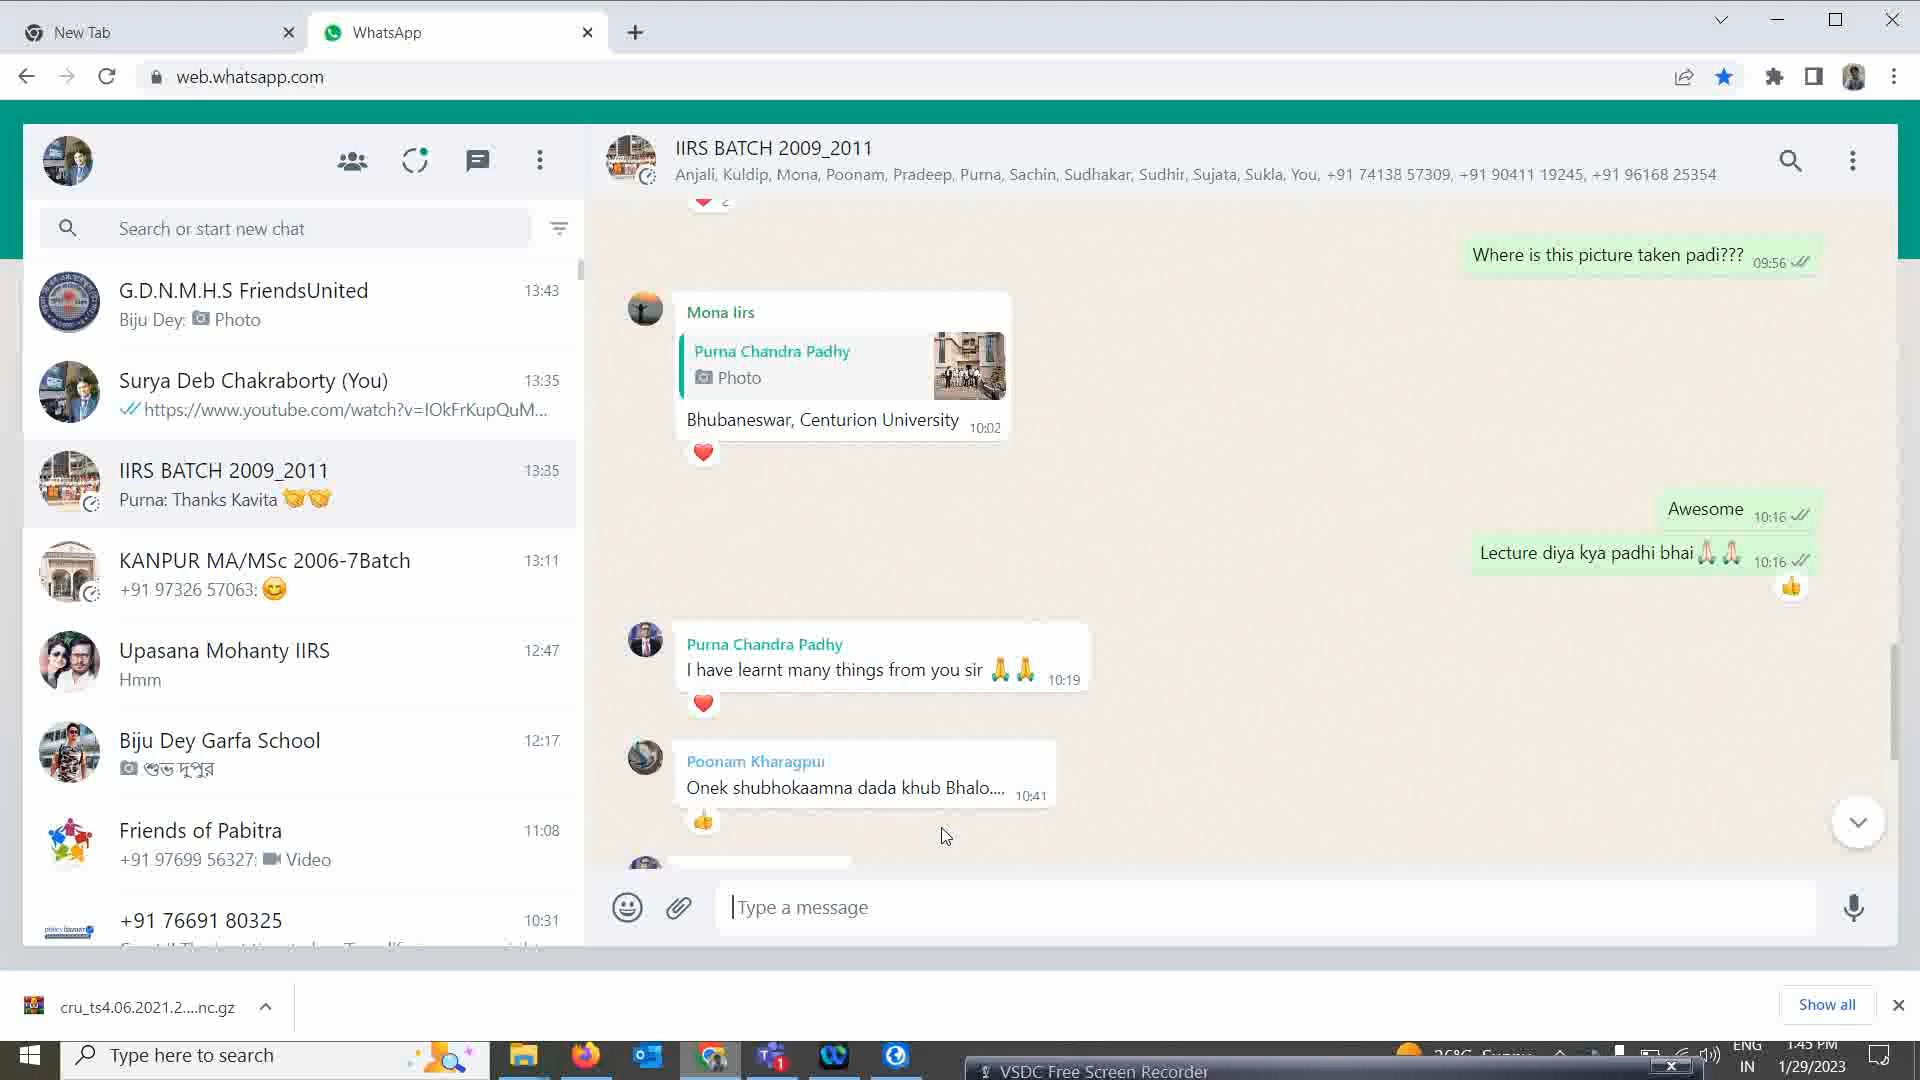 New Tab
WhatsApp
web.whatsapp.com
IIRS BATCH 2009_2011
Anjali, Kuldip, Mona, Poonam, Pradeep, Purna, Sachin, Sudhakar, Sudhir, Sujata, Sukla, You, +91 74138 57309, +91 90411 19245, +91 96168 25354
Search or start new chat
G.D.N.M.H.S FriendsUnited 13:43
Biju Dey: Photo
Surya Deb Chakraborty (You) 13:35
https://www.youtube.com/watch?v=IOkFrKupQuM...
IIRS BATCH 2009_2011 13:35
Purna: Thanks Kavita 🤝🤝
KANPUR MA/MSc 2006-7Batch 13:11
+91 97326 57063: 😊
Upasana Mohanty IIRS 12:47
Hmm
Biju Dey Garfa School 12:17
শুভ দুপুর
Friends of Pabitra 11:08
+91 97699 56327: Video
+91 76691 80325 10:31
❤️ 2
Where is this picture taken padi??? 09:56
Mona Iirs
Purna Chandra Padhy
Photo
Bhubaneswar, Centurion University 10:02
❤️
Awesome 10:16
Lecture diya kya padhi bhai🙏🏻🙏🏻 10:16
👍
Purna Chandra Padhy
I have learnt many things from you sir 🙏🙏 10:19
❤️
Poonam Kharagpur
Onek shubhokaamna dada khub Bhalo.... 10:41
👍
Type a message
cru_ts4.06.2021.2....nc.gz
Show all
Type here to search
26°C Sunny
ENG
IN
1:45 PM
1/29/2023
VSDC Free Screen Recorder